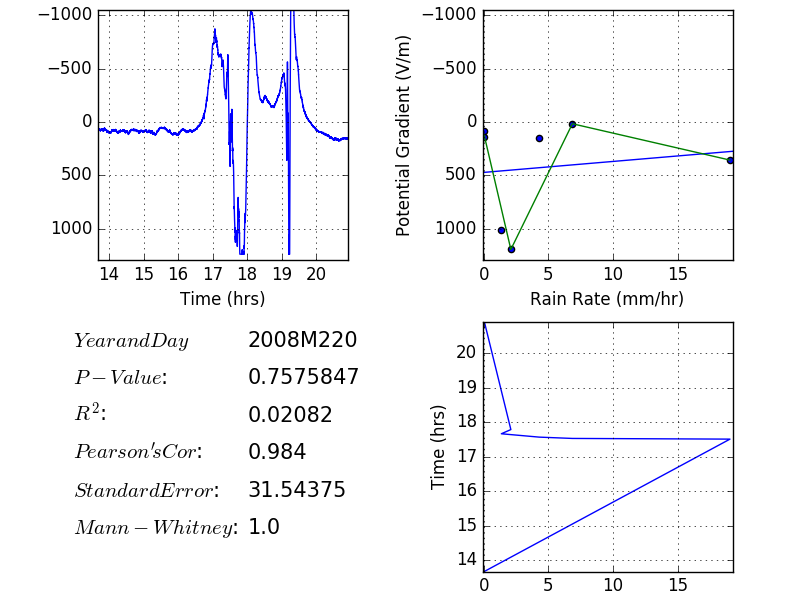 −1000
−500
0
500
1000
14 15 16 17 18 19 20
Time (hrs)
Potential Gradient (V/m)
−1000
−500
0
500
1000
0 5 10 15
Rain Rate (mm/hr)
YearandDay 2008M220
P−Value: 0.7575847
R²: 0.02082
Pearson'sCor: 0.984
StandardError: 31.54375
Mann−Whitney: 1.0
Time (hrs)
20
19
18
17
16
15
14
0 5 10 15